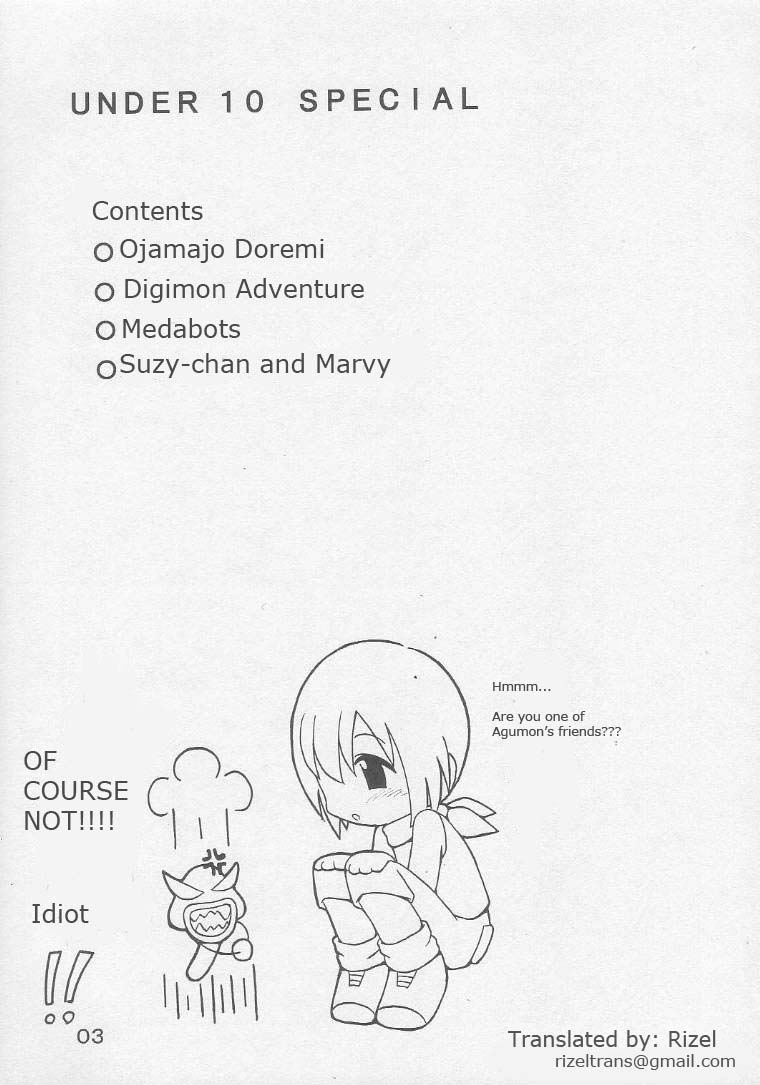 UNDER 10 SPECIAL
Contents
Ojamajo Doremi
Digimon Adventure
Medabots
Suzy-chan and Marvy
Hmmm...
Are you one of
Agumon's friends???
OF
COURSE
NOT!!!!
Idiot
!!
03
Translated by: Rizel
rizeltrans@gmail.com